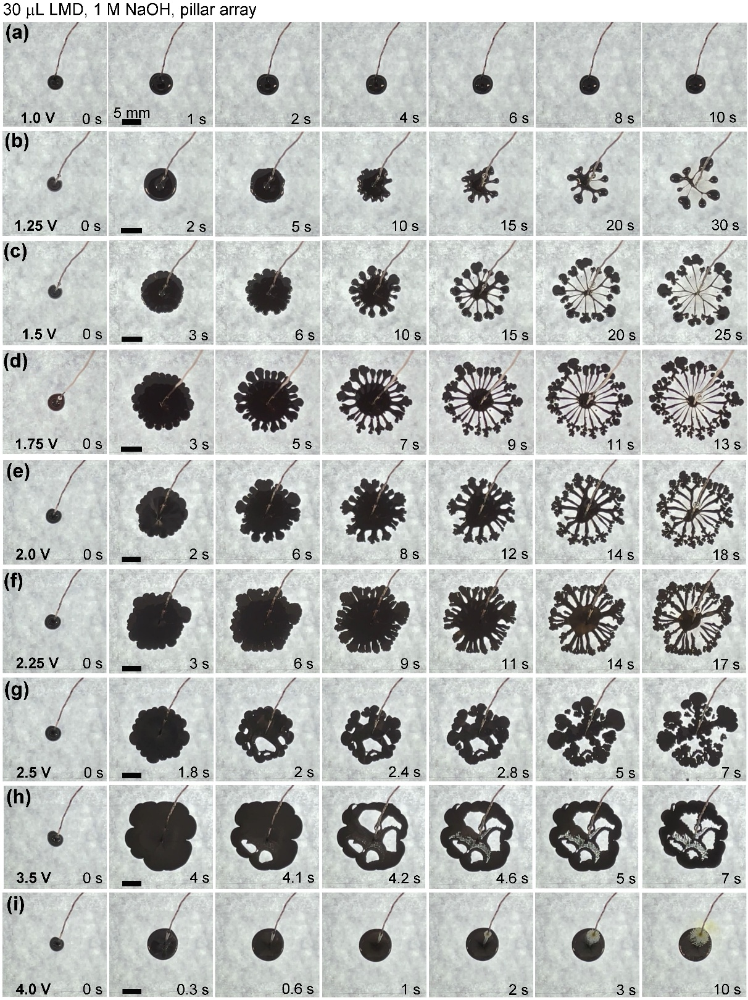 30 μL LMD, 1 M NaOH, pillar array
(a)
1.0 V 0 s 5 mm 1 s 2 s 4 s 6 s 8 s 10 s
(b)
1.25 V 0 s 2 s 5 s 10 s 15 s 20 s 30 s
(c)
1.5 V 0 s 3 s 6 s 10 s 15 s 20 s 25 s
(d)
1.75 V 0 s 3 s 5 s 7 s 9 s 11 s 13 s
(e)
2.0 V 0 s 2 s 6 s 8 s 12 s 14 s 18 s
(f)
2.25 V 0 s 3 s 6 s 9 s 11 s 14 s 17 s
(g)
2.5 V 0 s 1.8 s 2 s 2.4 s 2.8 s 5 s 7 s
(h)
3.5 V 0 s 4 s 4.1 s 4.2 s 4.6 s 5 s 7 s
(i)
4.0 V 0 s 0.3 s 0.6 s 1 s 2 s 3 s 10 s